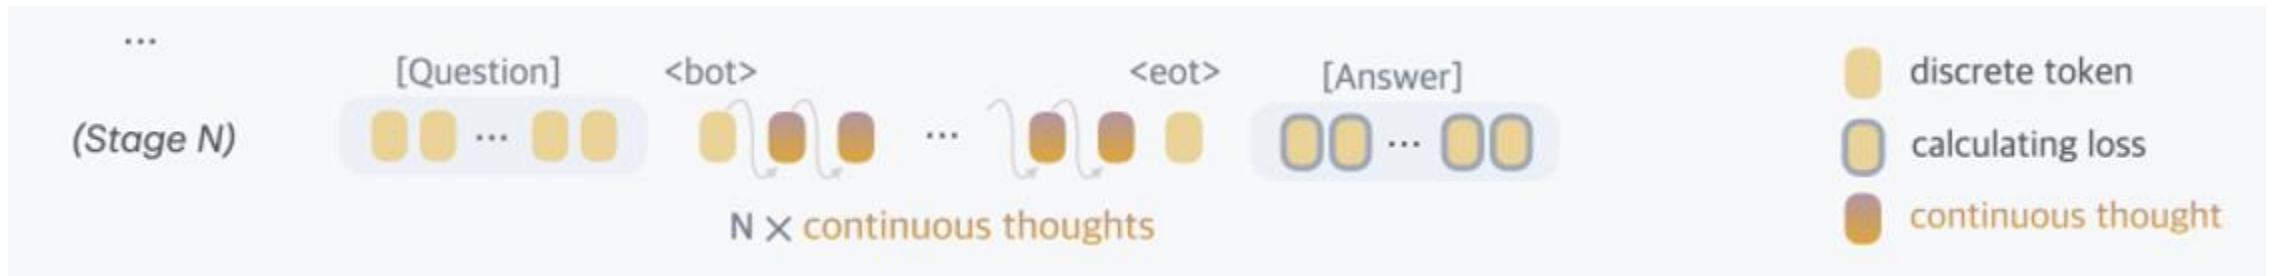 ...
[Question] <bot> <eot> [Answer] discrete token
(Stage N) ... ... ... calculating loss
N × continuous thoughts continuous thought